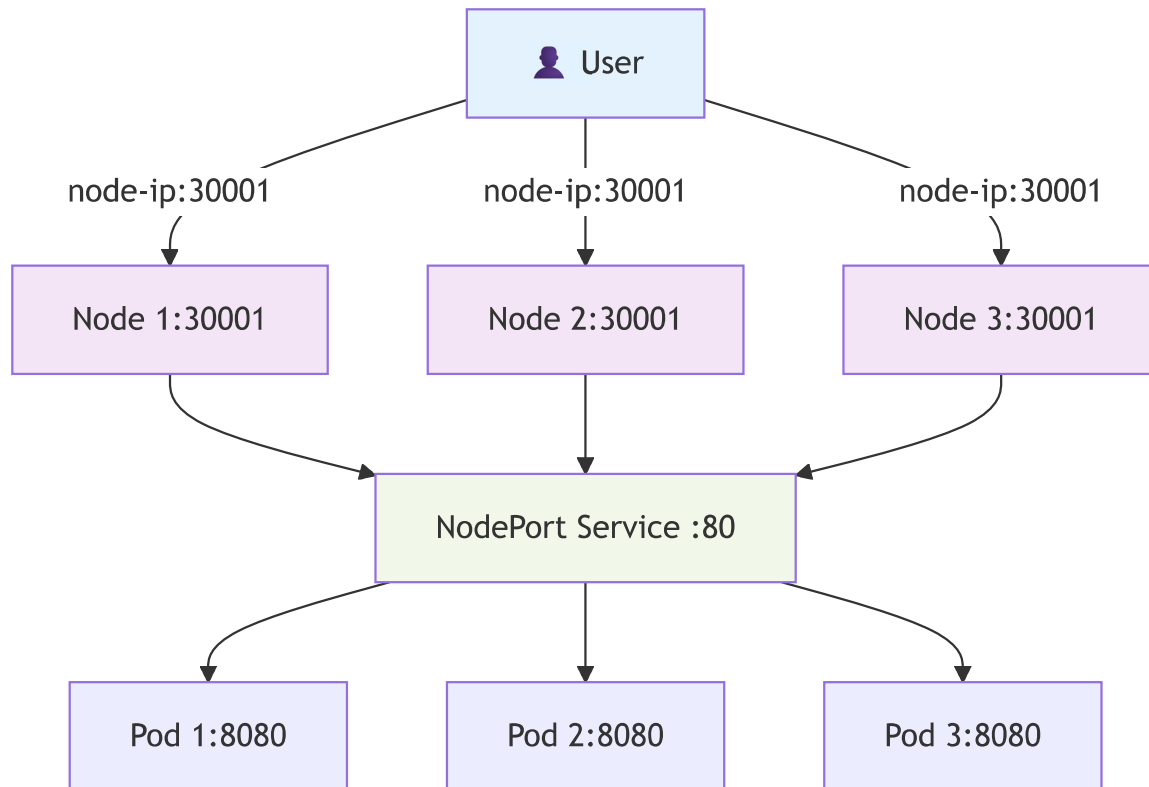 👤 User
node-ip:30001 node-ip:30001 node-ip:30001
Node 1:30001 Node 2:30001 Node 3:30001
NodePort Service :80
Pod 1:8080 Pod 2:8080 Pod 3:8080